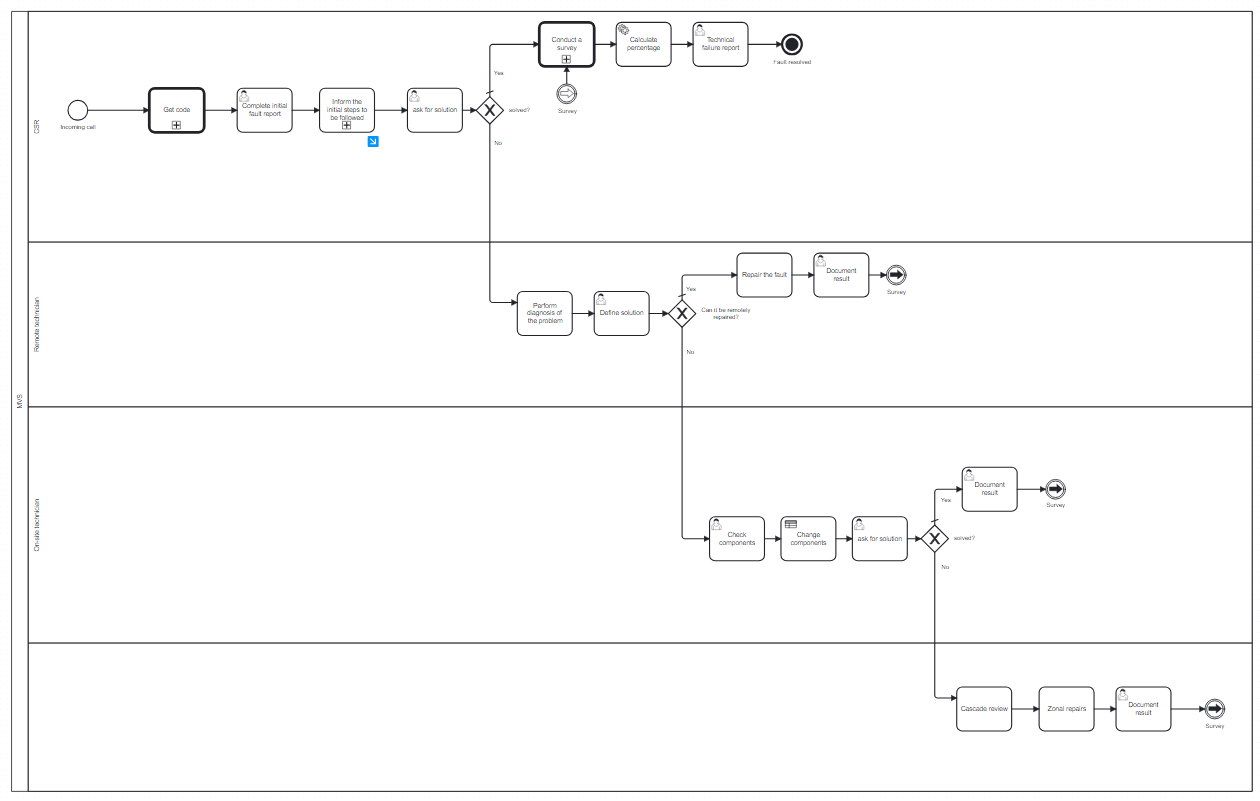 MVS
CSR
Incoming call
Get code
Complete initial
fault report
Inform the
initial steps to
be followed
ask for solution
solved?
Yes
No
Conduct a
survey
Survey
Calculate
percentage
Technical
failure report
Fault resolved
Remote technician
Perform
diagnosis of
the problem
Define solution
Can it be remotely
repaired?
Yes
No
Repair the fault
Document
result
Survey
On-site technician
Check
components
Change
components
ask for solution
solved?
Yes
No
Document
result
Survey
Cascade review
Zonal repairs
Document
result
Survey